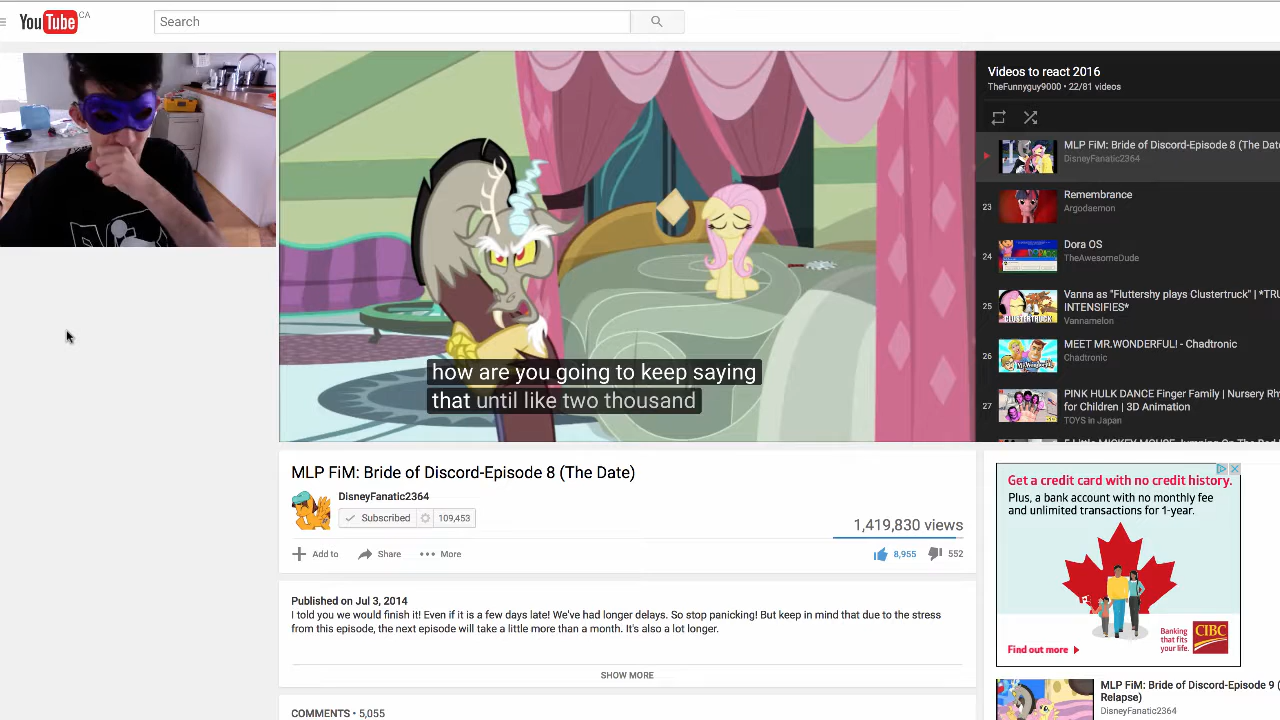 YouTube CA
Search
how are you going to keep saying
that until like two thousand
Videos to react 2016
TheFunnyguy9000 • 22/81 videos
MLP FiM: Bride of Discord-Episode 8 (The Date
DisneyFanatic2364
23
Remembrance
Argodaemon
24
Dora OS
TheAwesomeDude
25
Vanna as "Fluttershy plays Clustertruck" | *TRU
INTENSIFIES*
Vannamelon
CLUSTERTRUCK
26
MEET MR.WONDERFUL! - Chadtronic
Chadtronic
27
PINK HULK DANCE Finger Family | Nursery Rh
for Children | 3D Animation
TOYS in Japan
MLP FiM: Bride of Discord-Episode 8 (The Date)
DisneyFanatic2364
Subscribed 109,453
1,419,830 views
Add to Share More 8,955 552
Published on Jul 3, 2014
I told you we would finish it! Even if it is a few days late! We've had longer delays. So stop panicking! But keep in mind that due to the stress
from this episode, the next episode will take a little more than a month. It's also a lot longer.
SHOW MORE
COMMENTS • 5,055
Get a credit card with no credit history.
Plus, a bank account with no monthly fee
and unlimited transactions for 1-year.
Find out more
Banking
that fits
your life.
CIBC
MLP FiM: Bride of Discord-Episode 9 (
Relapse)
DisneyFanatic2364